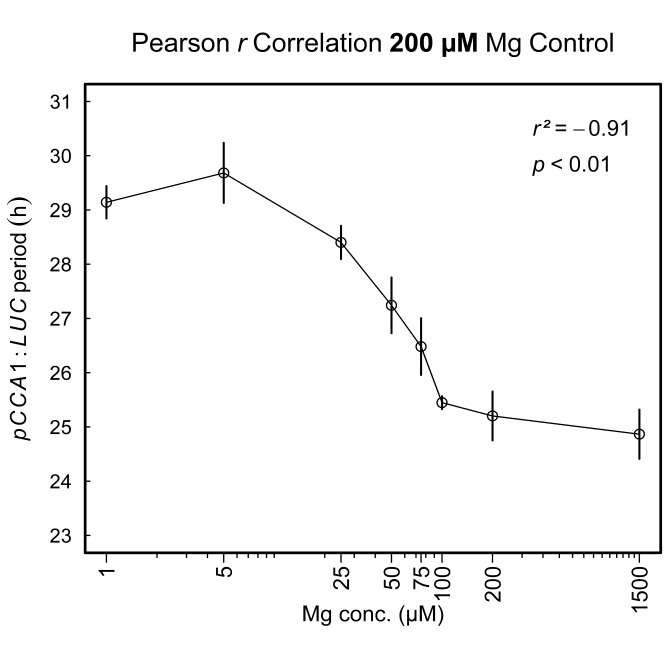 Pearson r Correlation 200 µM Mg Control
r² = −0.91
p < 0.01
31
30
29
28
27
26
25
24
23
pCCA1:LUC period (h)
1 5 25 50 75 100 200 1500
Mg conc. (µM)